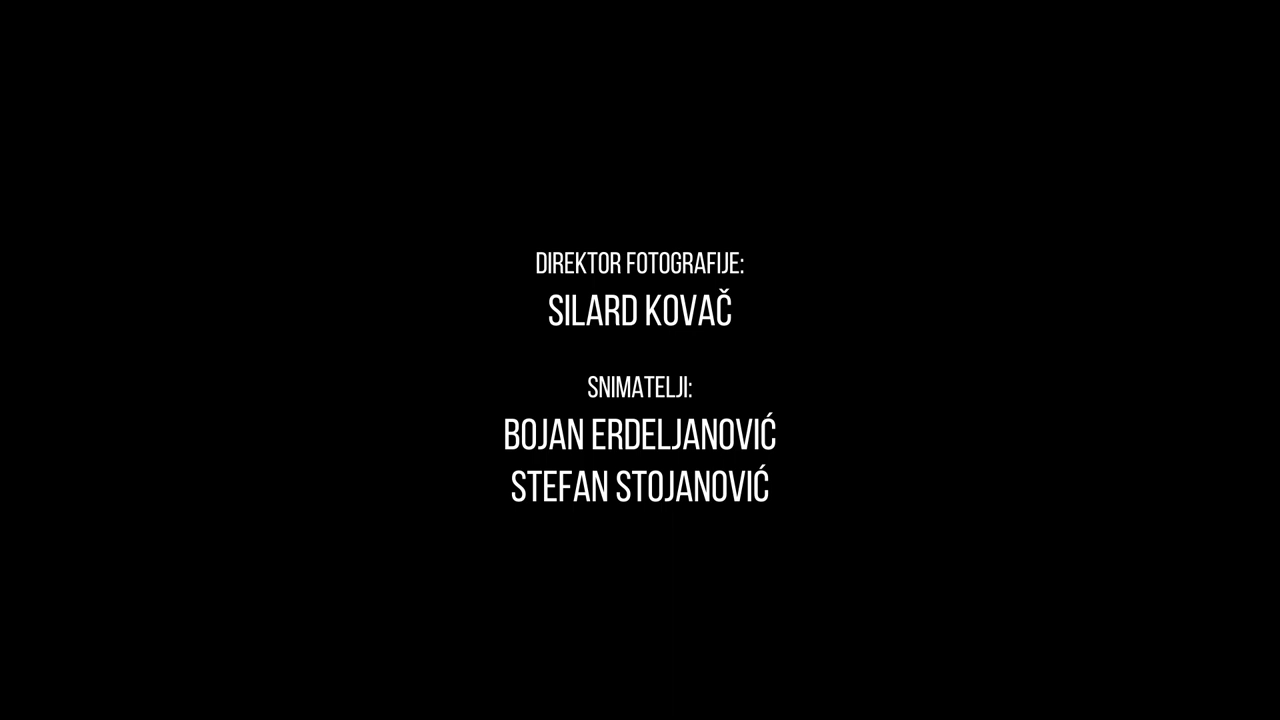 DIREKTOR FOTOGRAFIJE:
SILARD KOVAČ
SNIMATELJI:
BOJAN ERDELJANOVIĆ
STEFAN STOJANOVIĆ